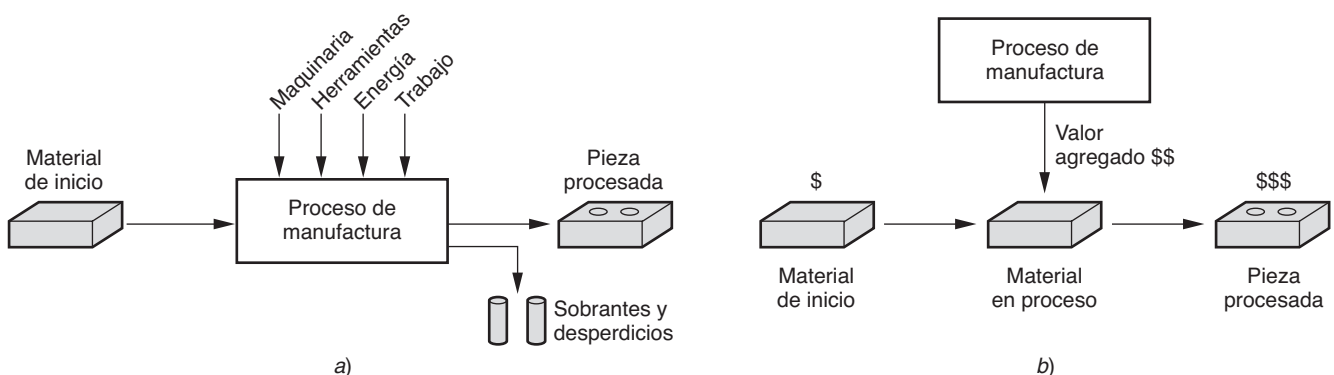 Maquinaria
Herramientas
Energía
Trabajo
Material
de inicio
Proceso de
manufactura
Pieza
procesada
Sobrantes y
desperdicios
a)
Proceso de
manufactura
Valor
agregado $$
$
$$$
Material
de inicio
Material
en proceso
Pieza
procesada
b)